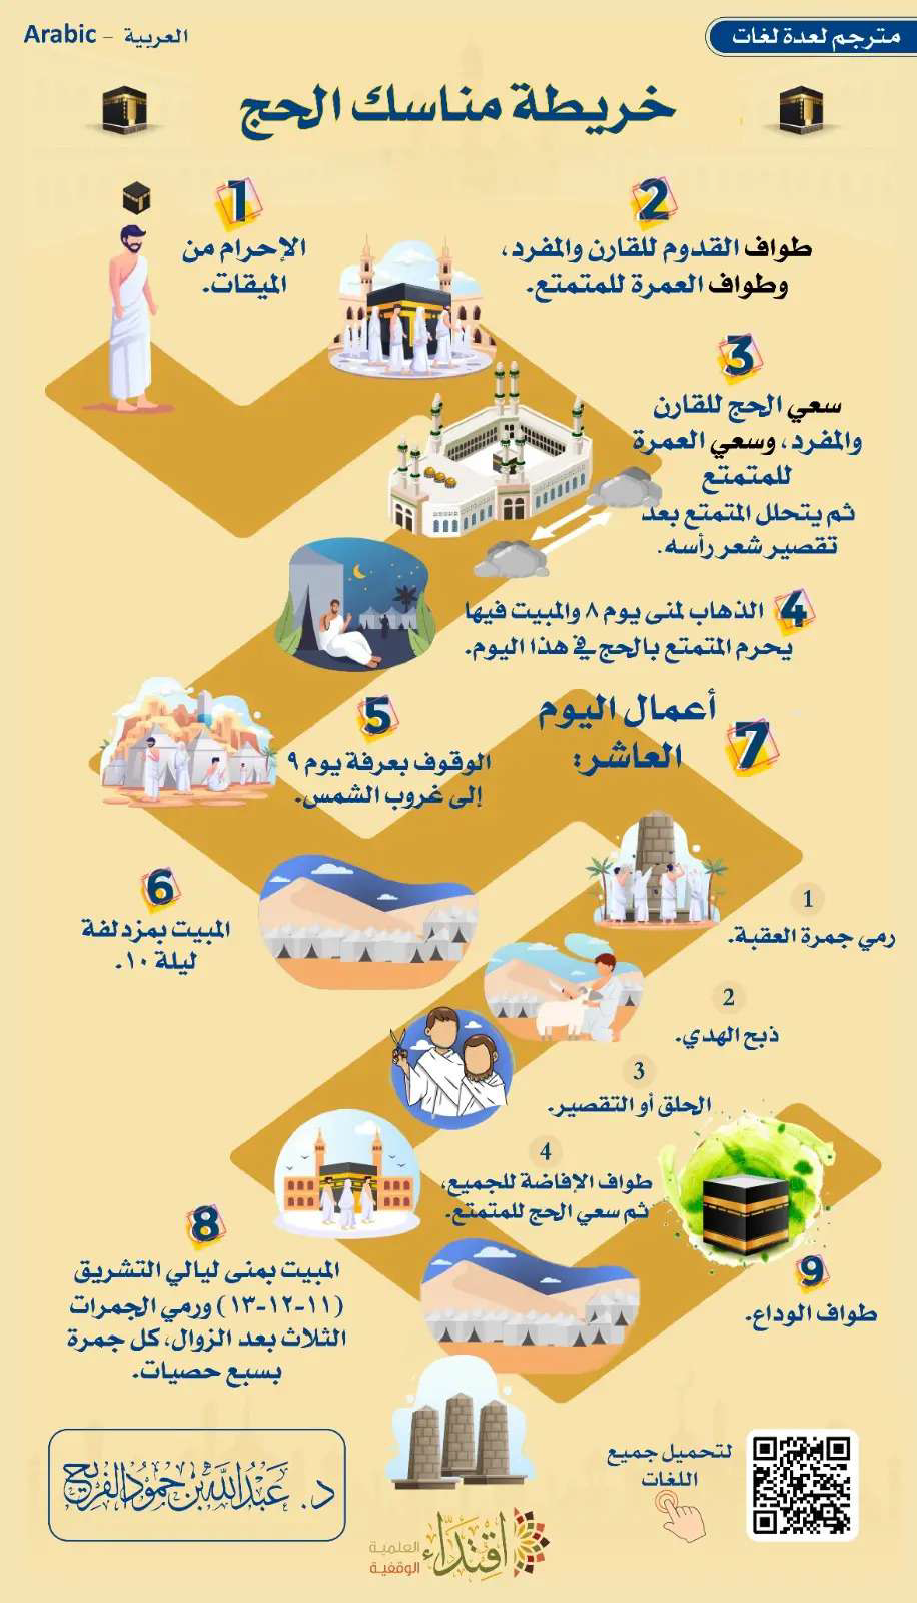 مترجم لعدة لغات
العربية - Arabic
خريطة مناسك الحج
1
الإحرام من
الميقات.
2
طواف القدوم للقارن والمفرد،
وطواف العمرة للمتمتع.
3
سعي الحج للقارن
والمفرد، وسعي العمرة
للمتمتع
ثم يتحلل المتمتع بعد
تقصير شعر رأسه.
4
الذهاب لمنى يوم ٨ والمبيت فيها
يحرم المتمتع بالحج في هذا اليوم.
5
الوقوف بعرفة يوم ٩
إلى غروب الشمس.
6
المبيت بمزدلفة
ليلة ١٠.
7
أعمال اليوم
العاشر:
1
رمي جمرة العقبة.
2
ذبح الهدي.
3
الحلق أو التقصير.
4
طواف الإفاضة للجميع،
ثم سعي الحج للمتمتع.
8
المبيت بمنى ليالي التشريق
(١١-١٢-١٣) ورمي الجمرات
الثلاث بعد الزوال، كل جمرة
بسبع حصيات.
9
طواف الوداع.
لتحميل جميع
اللغات
د. عبدالله بن حمود الفريح
اقتداء
العلمية
الوقفية